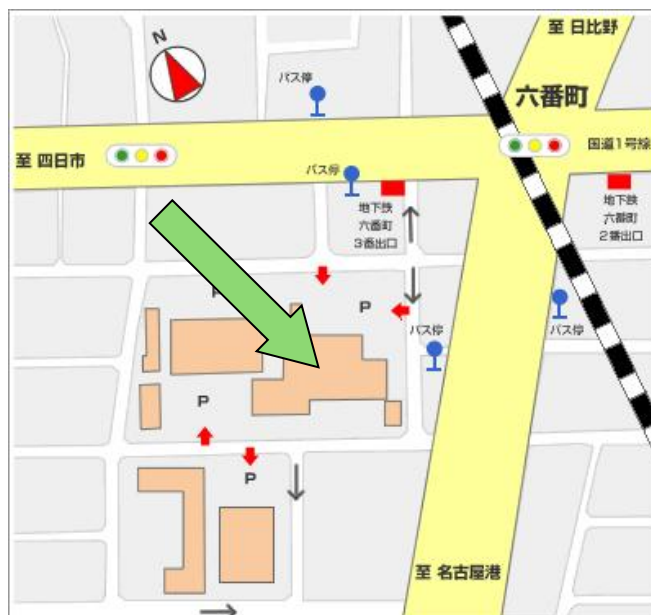 至 日比野
N
バス停
六番町
国道1号線
至 四日市
バス停
地下鉄
六番町
3番出口
地下鉄
六番町
2番出口
P
P
バス停
バス停
P
P
至 名古屋港